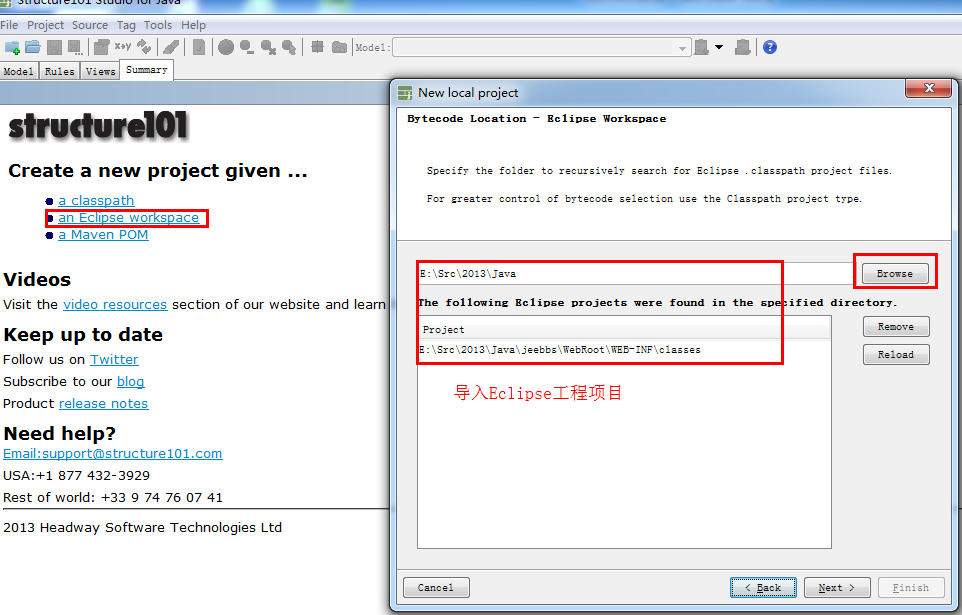 Structure101 Studio for Java
File Project Source Tag Tools Help
x+y Model:
Model Rules Views Summary
structure101
Create a new project given ...
a classpath
an Eclipse workspace
a Maven POM
Videos
Visit the video resources section of our website and learn
Keep up to date
Follow us on Twitter
Subscribe to our blog
Product release notes
Need help?
Email:support@structure101.com
USA:+1 877 432-3929
Rest of world: +33 9 74 76 07 41
2013 Headway Software Technologies Ltd
New local project
Bytecode Location - Eclipse Workspace
Specify the folder to recursively search for Eclipse .classpath project files.
For greater control of bytecode selection use the Classpath project type.
E:\Src\2013\Java Browse
The following Eclipse projects were found in the specified directory.
Project Remove
E:\Src\2013\Java\jeebbs\WebRoot\WEB-INF\classes Reload
导入Eclipse工程项目
Cancel < Back Next > Finish